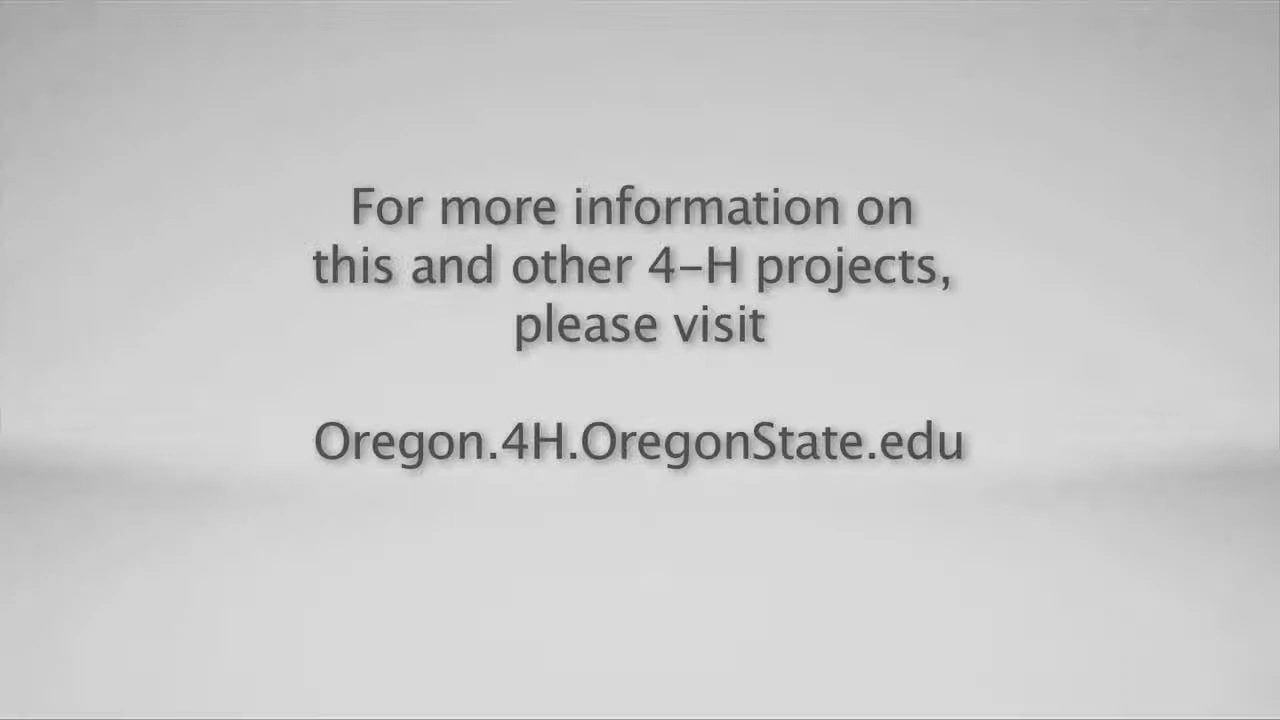 For more information on
this and other 4-H projects,
please visit
Oregon.4H.OregonState.edu